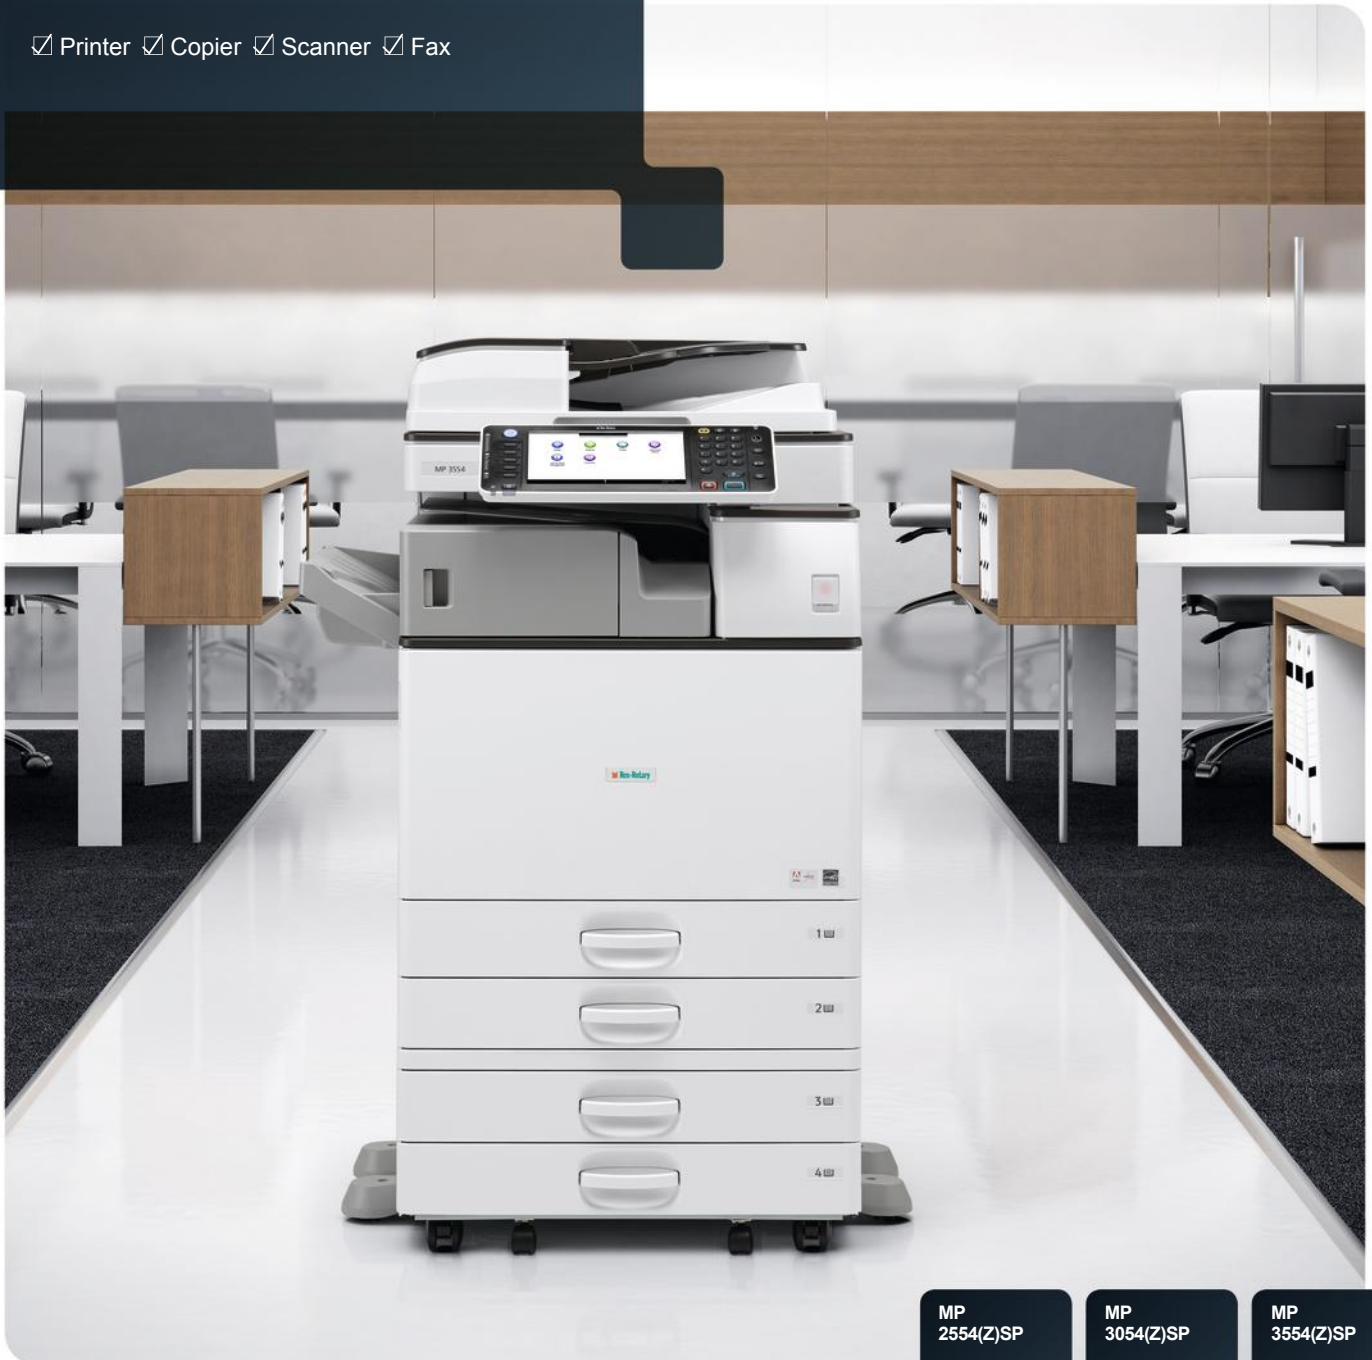 ☑ Printer ☑ Copier ☑ Scanner ☑ Fax
MP 3554
Rex-Rotary
1
2
3
4
MP
2554(Z)SP
MP
3054(Z)SP
MP
3554(Z)SP